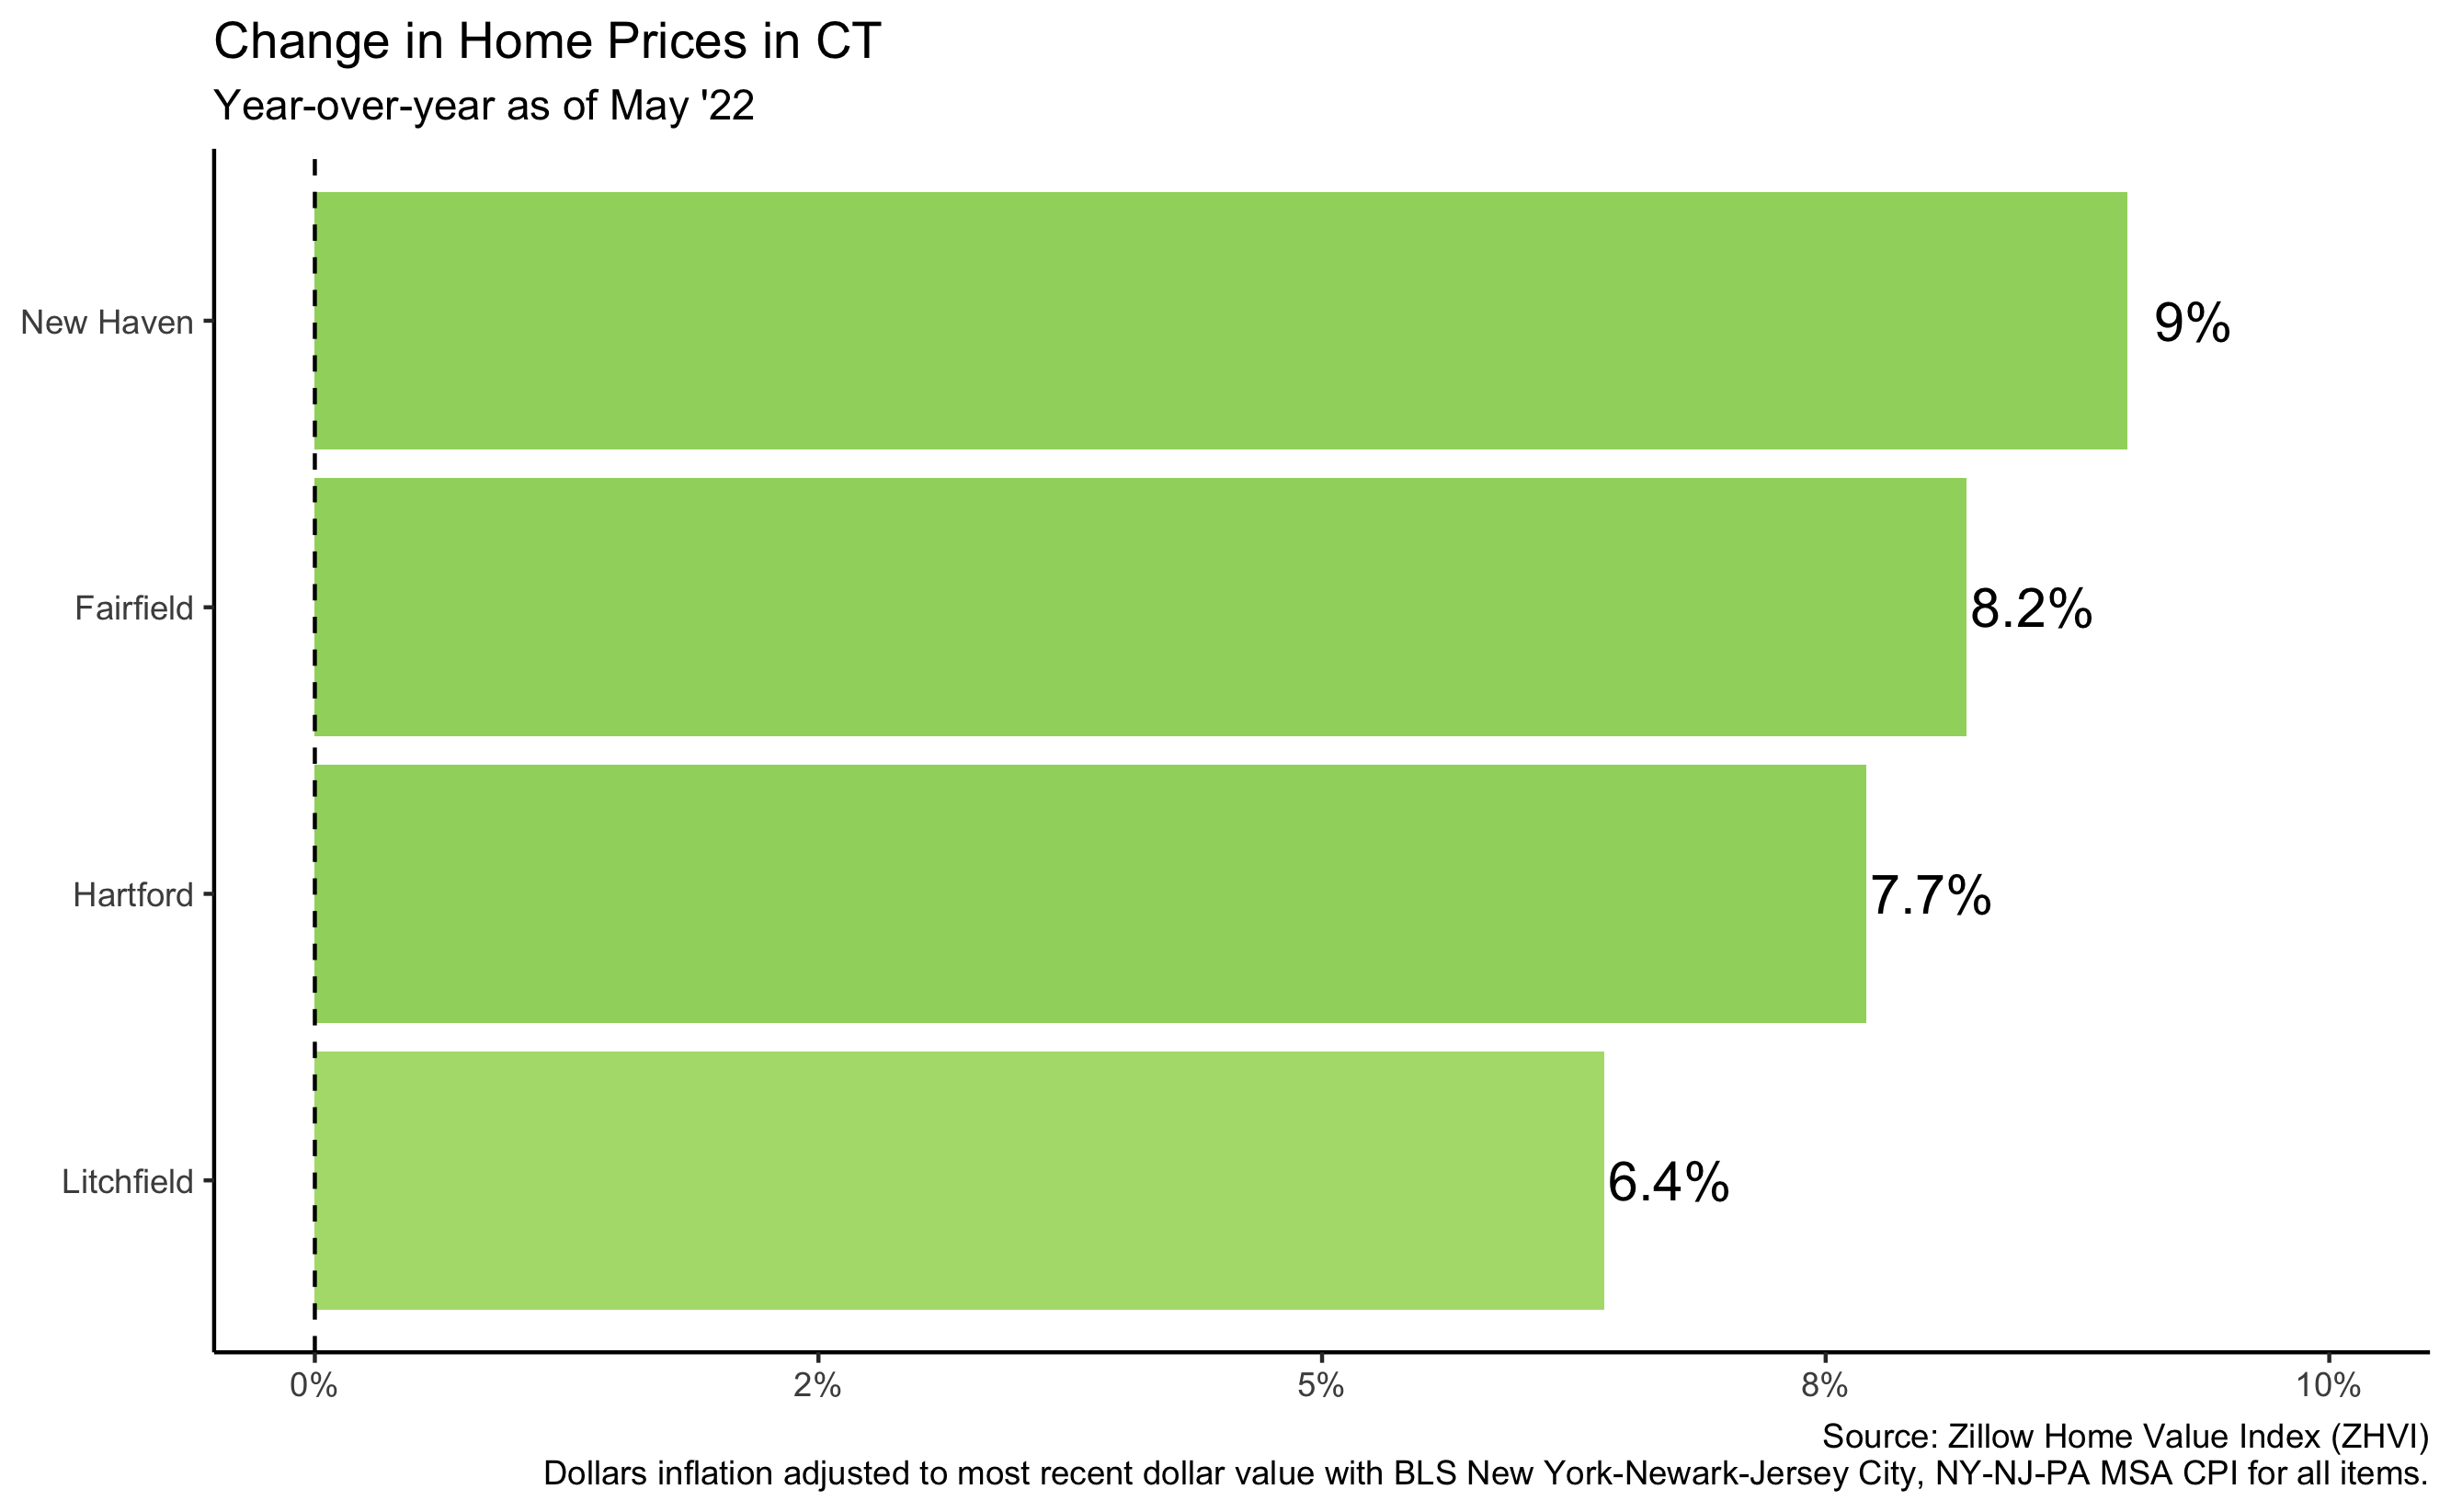 Change in Home Prices in CT
Year-over-year as of May '22
New Haven
9%
Fairfield
8.2%
Hartford
7.7%
Litchfield
6.4%
0% 2% 5% 8% 10%
Source: Zillow Home Value Index (ZHVI)
Dollars inflation adjusted to most recent dollar value with BLS New York-Newark-Jersey City, NY-NJ-PA MSA CPI for all items.